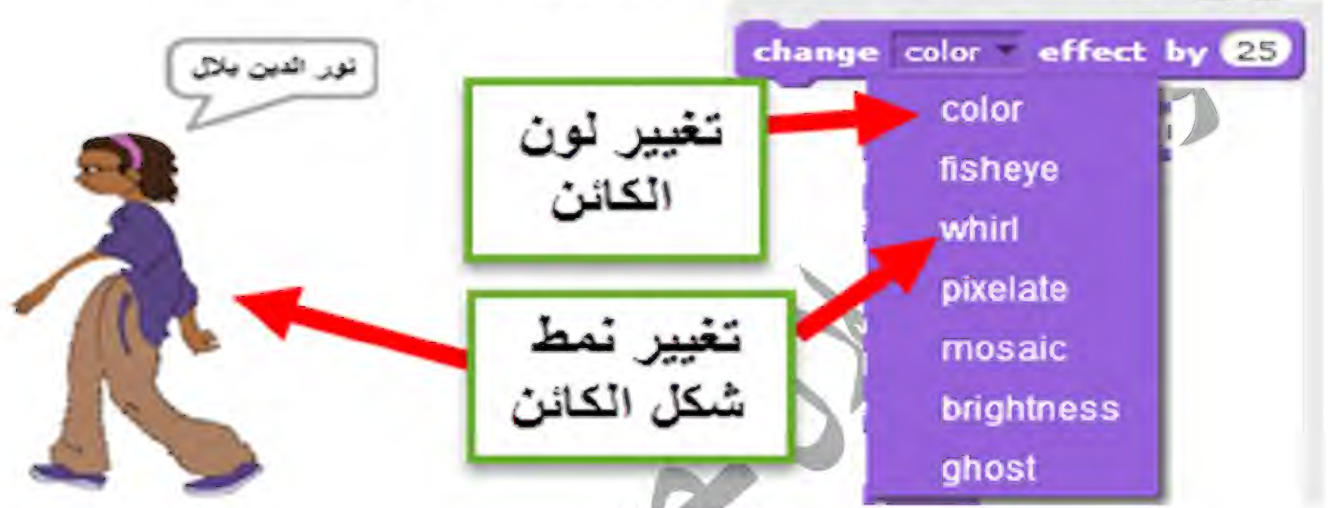 نور الدين بلال
change color effect by 25
تغيير لون
الكائن
color
fisheye
whirl
pixelate
mosaic
brightness
ghost
تغيير نمط
شكل الكائن